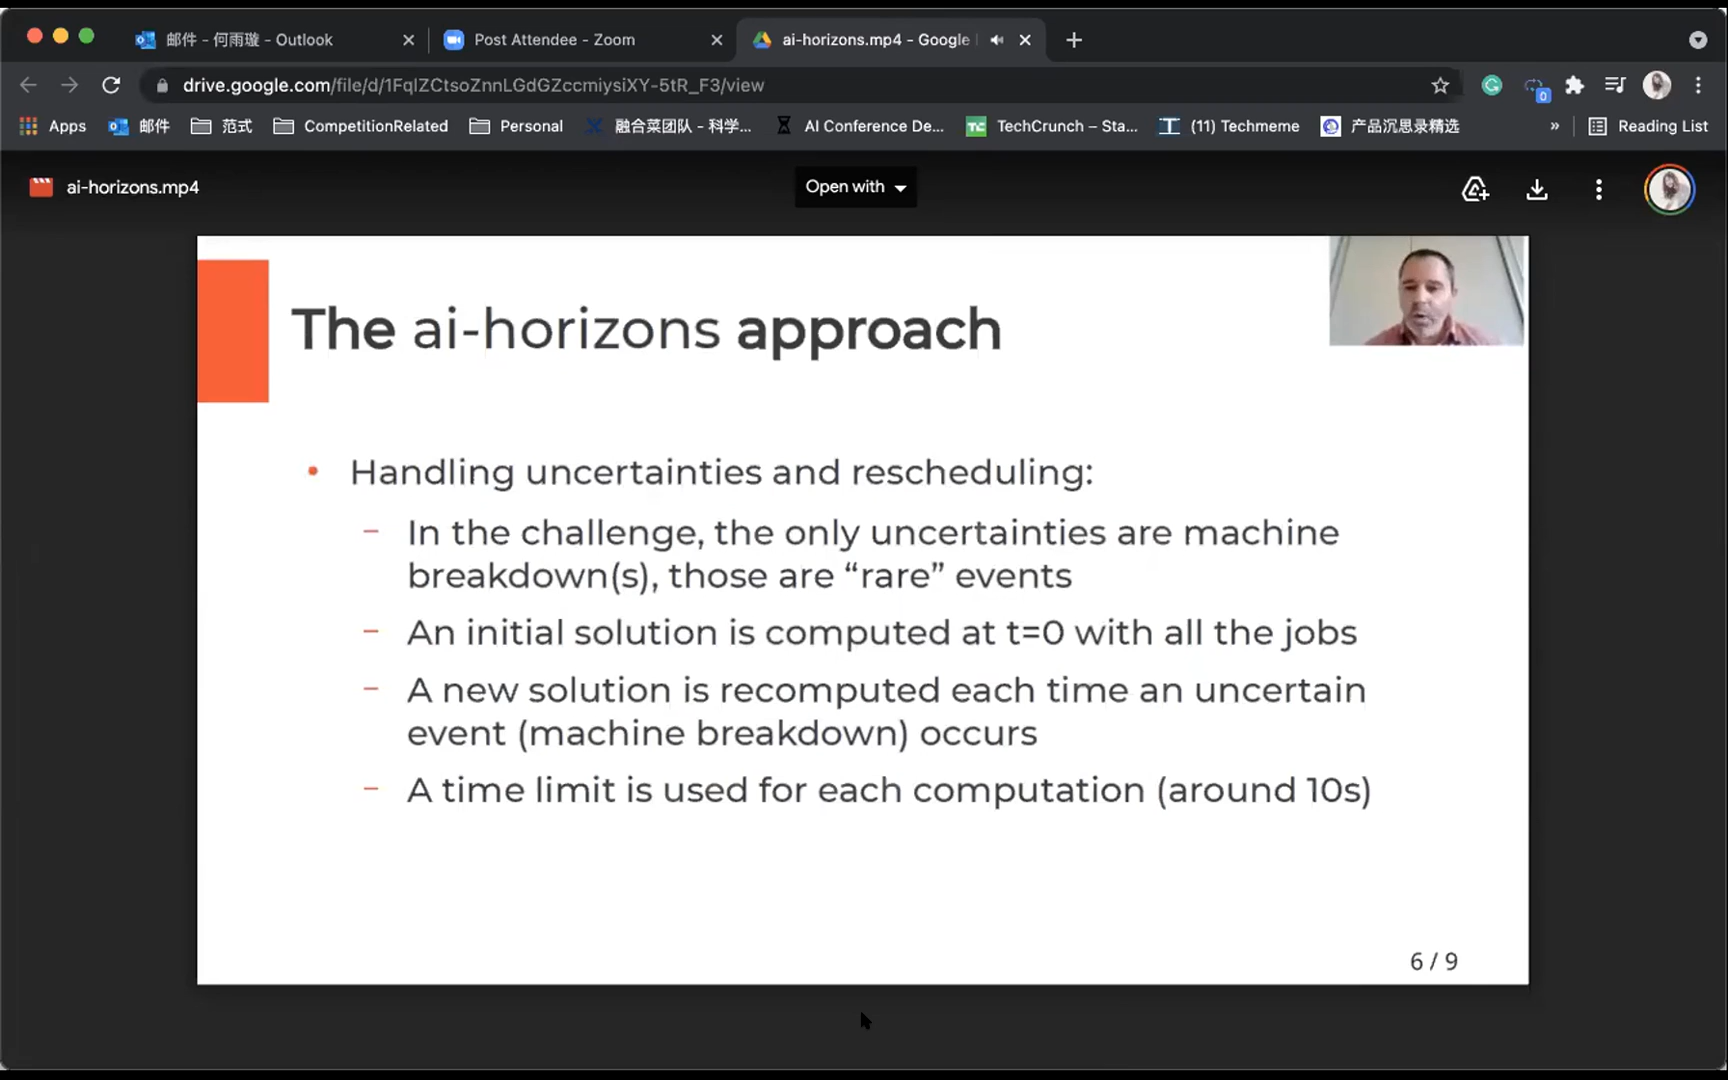 邮件 - 何雨璇 - Outlook
Post Attendee - Zoom
ai-horizons.mp4 - Google
drive.google.com/file/d/1FqlZCtsoZnnLGdGZccmiysiXY-5tR_F3/view
0
Apps
邮件
范式
CompetitionRelated
Personal
融合菜团队 - 科学...
AI Conference De...
TC
TechCrunch – Sta...
T
(11) Techmeme
产品沉思录精选
»
Reading List
ai-horizons.mp4
Open with
The ai-horizons approach
• Handling uncertainties and rescheduling:
– In the challenge, the only uncertainties are machine
breakdown(s), those are “rare” events
– An initial solution is computed at t=0 with all the jobs
– A new solution is recomputed each time an uncertain
event (machine breakdown) occurs
– A time limit is used for each computation (around 10s)
6 / 9